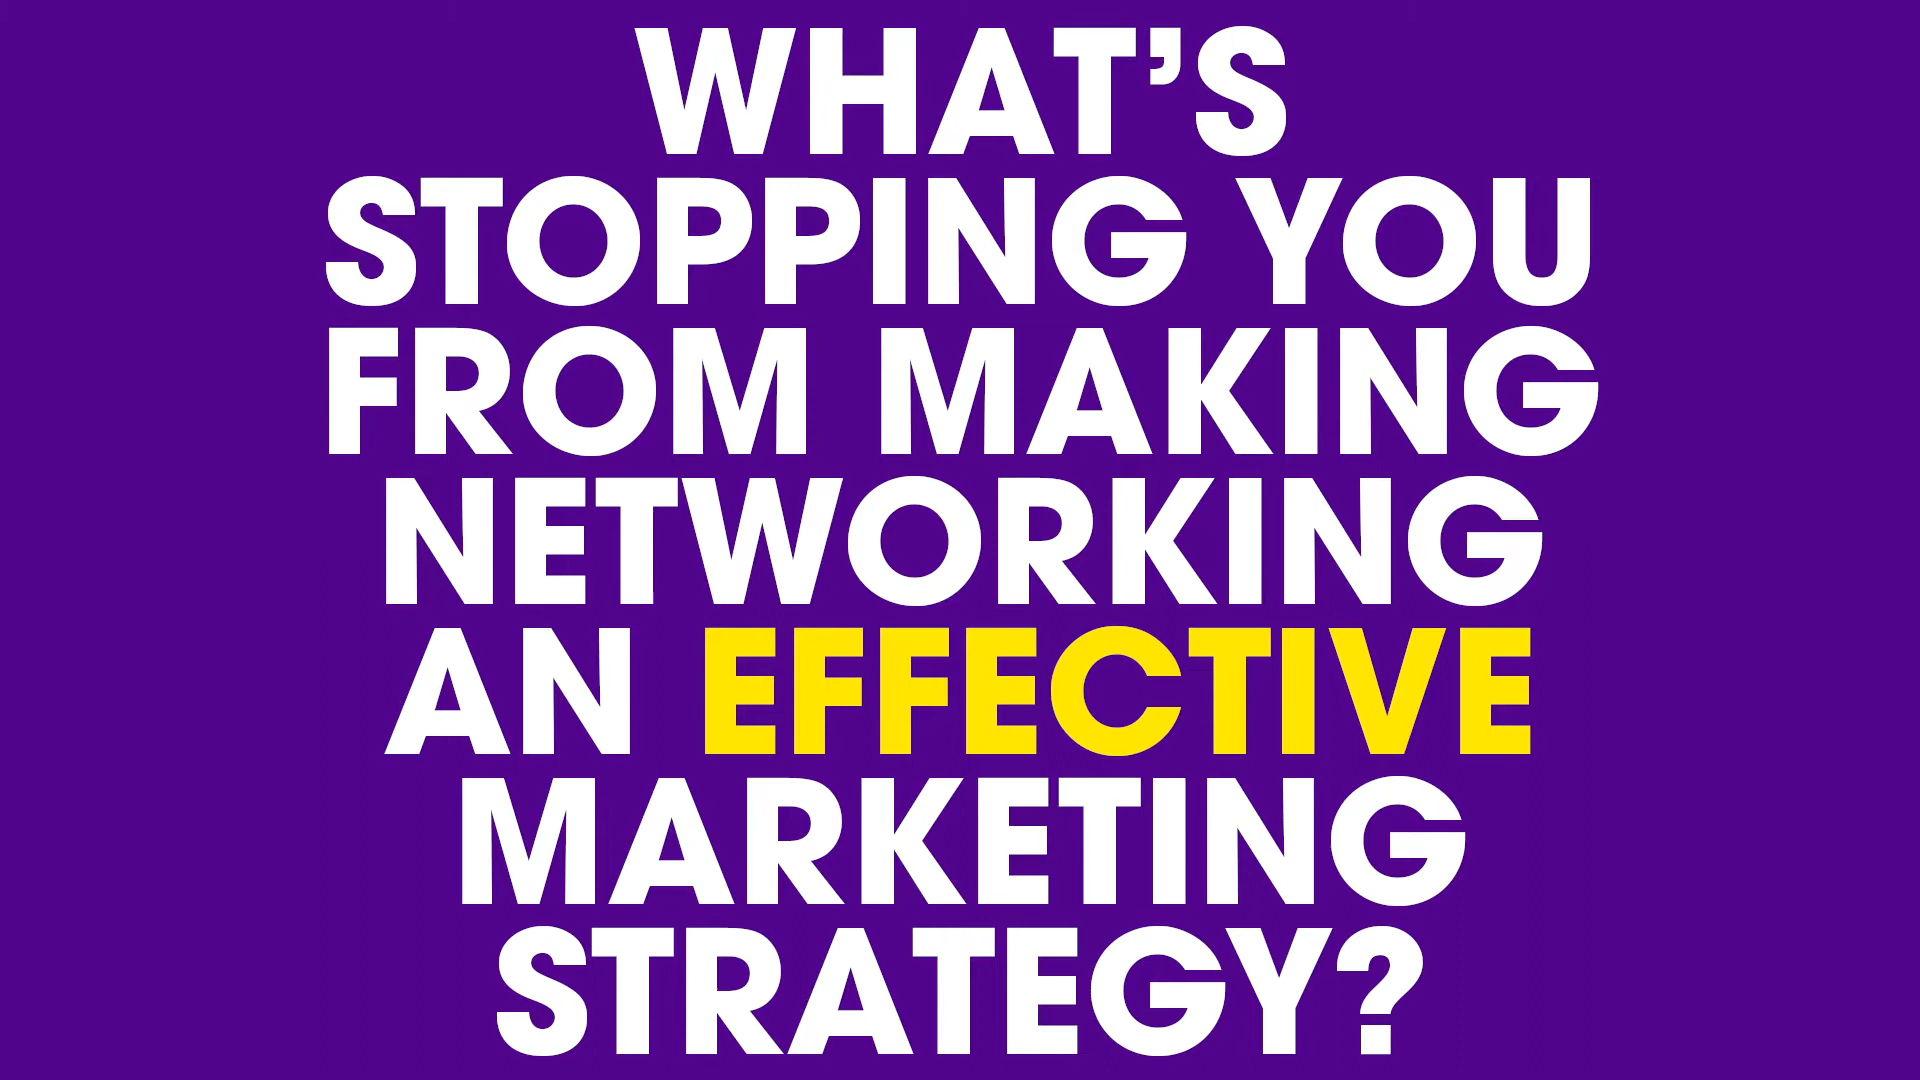 WHAT'S
STOPPING YOU
FROM MAKING
NETWORKING
AN EFFECTIVE
MARKETING
STRATEGY?